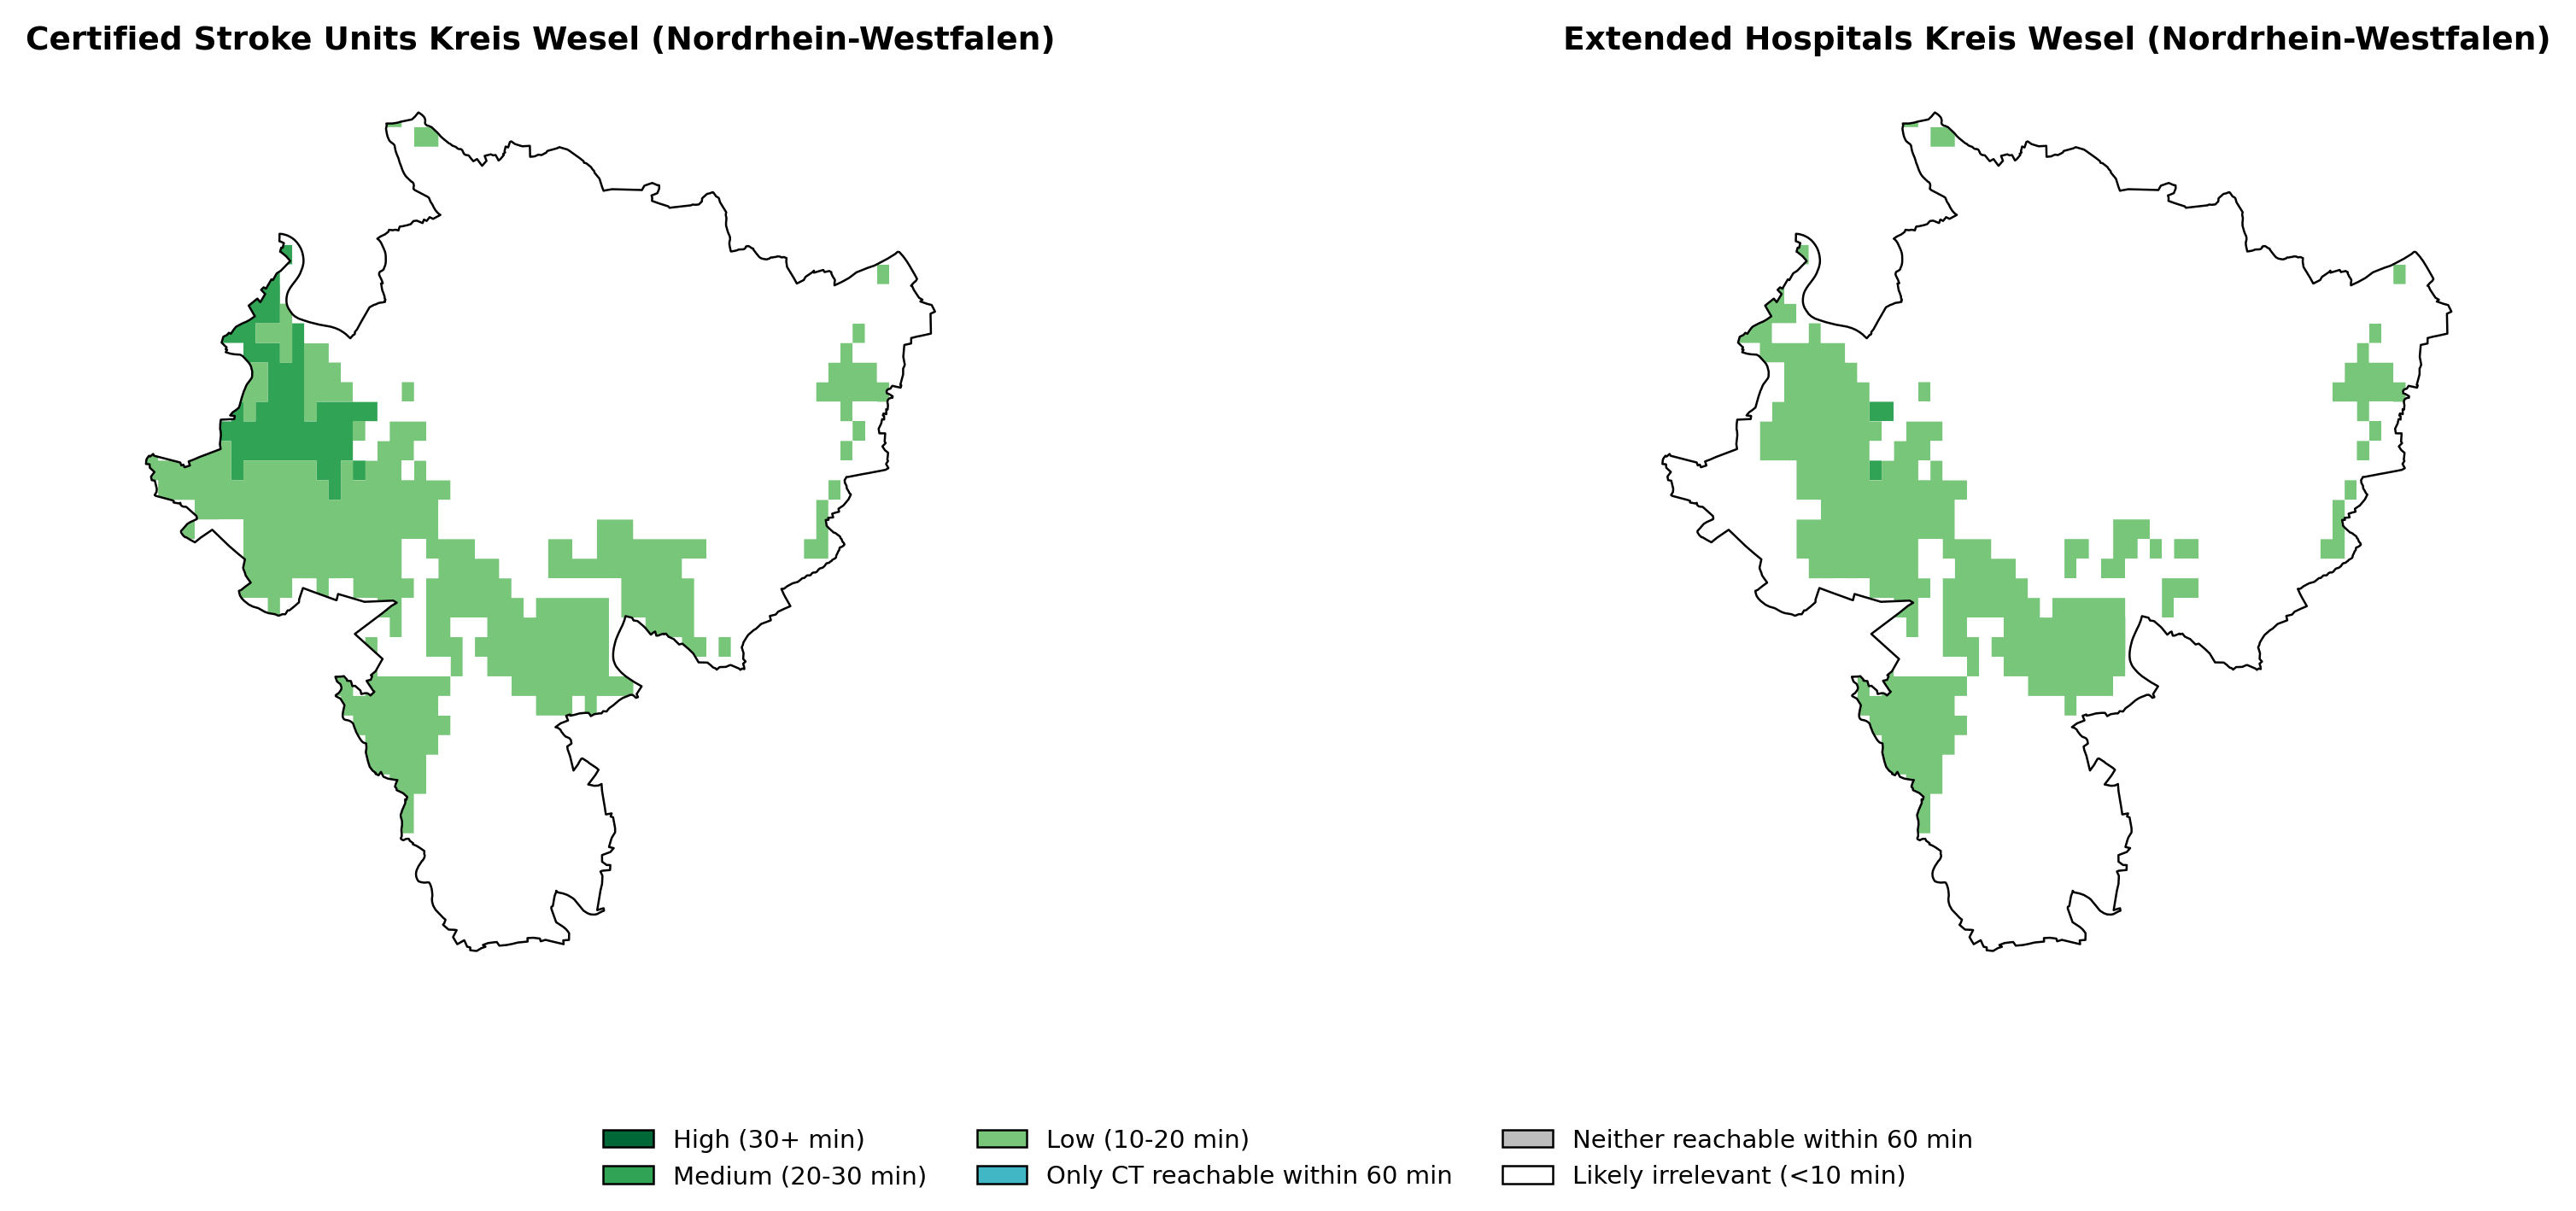 Certified Stroke Units Kreis Wesel (Nordrhein-Westfalen)
Extended Hospitals Kreis Wesel (Nordrhein-Westfalen)
High (30+ min)
Medium (20-30 min)
Low (10-20 min)
Only CT reachable within 60 min
Neither reachable within 60 min
Likely irrelevant (<10 min)